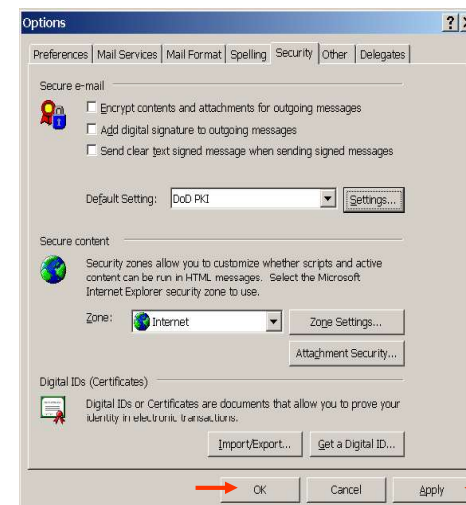 Options
Preferences Mail Services Mail Format Spelling Security Other Delegates
Secure e-mail
Encrypt contents and attachments for outgoing messages
Add digital signature to outgoing messages
Send clear text signed message when sending signed messages
Default Setting: DoD PKI Settings...
Secure content
Security zones allow you to customize whether scripts and active
content can be run in HTML messages. Select the Microsoft
Internet Explorer security zone to use.
Zone: Internet Zone Settings...
Attachment Security...
Digital IDs (Certificates)
Digital IDs or Certificates are documents that allow you to prove your
identity in electronic transactions.
Import/Export... Get a Digital ID...
OK Cancel Apply